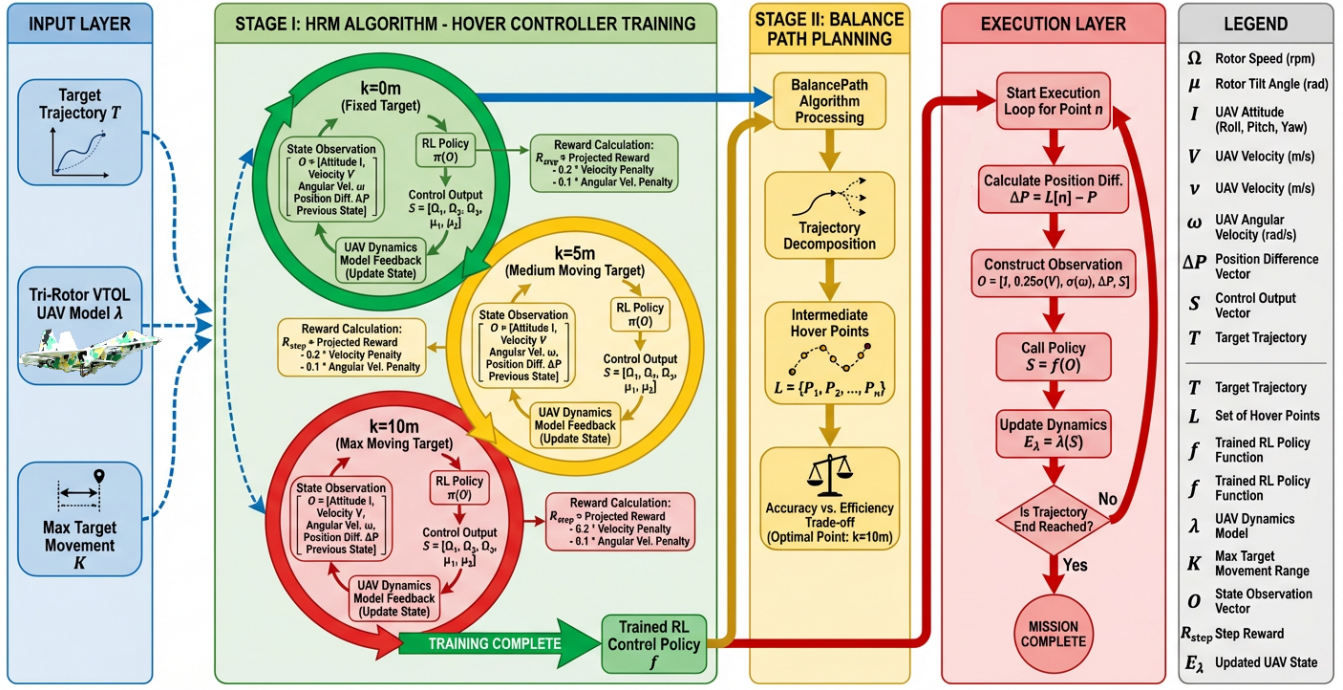 INPUT LAYER
Target
Trajectory T
Tri-Rotor VTOL
UAV Model λ
Max Target
Movement
K
STAGE I: HRM ALGORITHM - HOVER CONTROLLER TRAINING
k=0m
(Fixed Target)
State Observation
O = [Attitude I,
Velocity V
Angular Vel. ω
Position Diff. ΔP
Previous State]
RL Policy
π(O)
Control Output
S = [Ω₁, Ω₃, Ω₃,
μ₁, μ₂]
UAV Dynamics
Model Feedback
(Update State)
Reward Calculation:
Projected Reward
- 0.2 * Velocity Penalty
- 0.1 * Angular Vel. Penalty
k=5m
(Medium Moving Target)
State Observation
O = [Attitude I,
Velocity V
Angular Vel. ω,
Position Diff. ΔP
Previous State]
RL Policy
π(O)
Control Output
μ₁, μ₂]
UAV Dynamics
Model Feedback
(Update State)
Reward Calculation:
R_step Projected Reward
- 0.2 * Velocity Penalty
- 0.1 * Angular Vel. Penalty
k=10m
(Max Moving Target)
State Observation
O = [Attitude I,
Velocity V,
Angular Vel. ω,
Position Diff. ΔP
Previous State]
RL Policy
π(O)
Control Output
S = [Ω₁, Ω₃, Ω₃,
UAV Dynamics
Model Feedback
(Update State)
Reward Calculation:
R_step Projected Reward
- 0.2 Velocity Penalty
- 0.1 * Angular Vel. Penalty
TRAINING COMPLETE
Trained RL
Control Policy
f
STAGE II: BALANCE
PATH PLANNING
BalancePath
Algorithm
Processing
Trajectory
Decomposition
Intermediate
Hover Points
L = {P₁, P₂, ..., Pₙ}
Accuracy vs. Efficiency
Trade-off
(Optimal Point: k=10m)
EXECUTION LAYER
Start Execution
Loop for Point n
Calculate Position Diff.
ΔP = L[n] − P
Construct Observation
O = [I, 0.25σ(V), σ(ω), ΔP, S]
Call Policy
S = f(O)
Update Dynamics
E_λ = λ(S)
Is Trajectory
End Reached?
No
Yes
MISSION
COMPLETE
LEGEND
Ω Rotor Speed (rpm)
μ Rotor Tilt Angle (rad)
I UAV Attitude
(Roll, Pitch, Yaw)
V UAV Velocity (m/s)
ν UAV Velocity (m/s)
ω UAV Angular
Velocity (rad/s)
ΔP Position Difference
Vector
S Control Output
Vector
T Target Trajectory
T Target Trajectory
L Set of Hover Points
f Trained RL Policy
Function
f Trained RL Policy
Function
λ UAV Dynamics
Model
K Max Target
Movement Range
O State Observation
Vector
R_step Step Reward
E_λ Updated UAV State